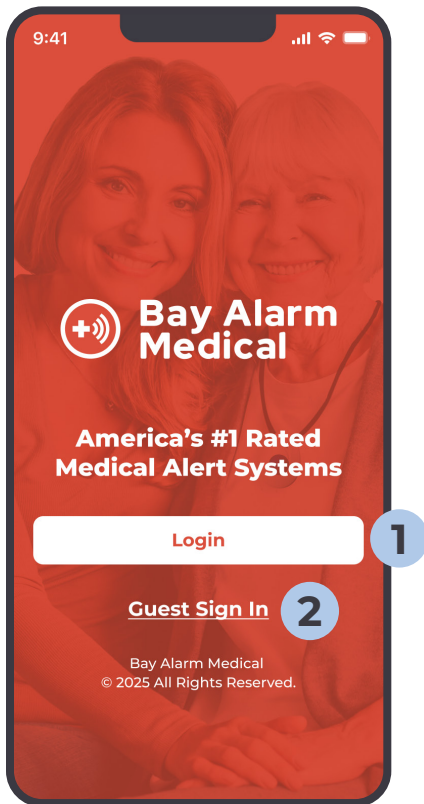 9:41
Bay Alarm
Medical
America's #1 Rated
Medical Alert Systems
Login
1
Guest Sign In
2
Bay Alarm Medical
© 2025 All Rights Reserved.